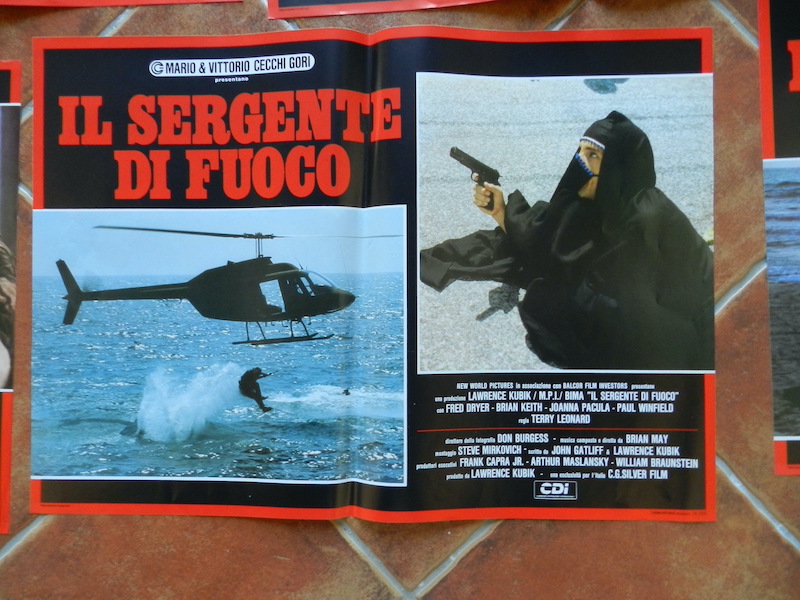 MARIO & VITTORIO CECCHI GORI
presentano
IL SERGENTE
DI FUOCO
NEW WORLD PICTURES in associazione con BALCOR FILM INVESTORS presentano
una produzione LAWRENCE KUBIK / M.P.I./ BIMA "IL SERGENTE DI FUOCO"
con FRED DRYER - BRIAN KEITH - JOANNA PACULA - PAUL WINFIELD
regia TERRY LEONARD
direttore della fotografia DON BURGESS - musica composta e diretta da BRIAN MAY
montaggio STEVE MIRKOVICH - scritto da JOHN GATLIFF & LAWRENCE KUBIK
produttori esecutivi FRANK CAPRA JR. - ARTHUR MASLANSKY - WILLIAM BRAUNSTEIN
prodotto da LAWRENCE KUBIK - una esclusività per l'Italia C.G. SILVER FILM
CDi